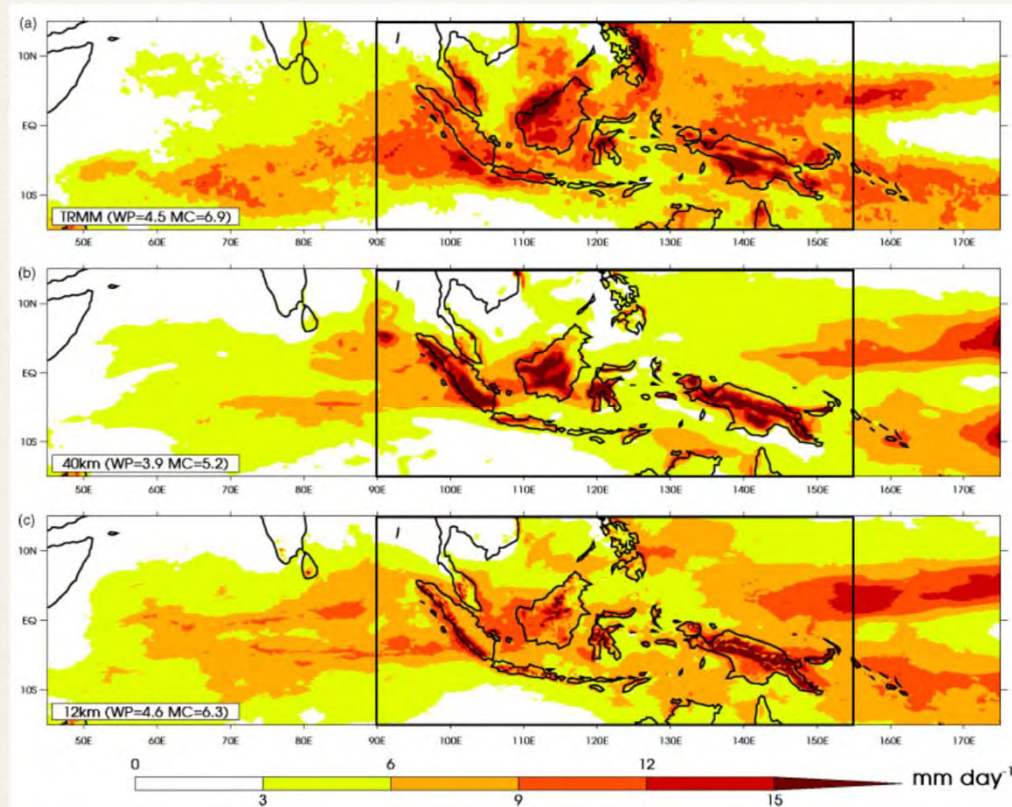 (a)
10N
EQ
10S
TRMM (WP=4.5 MC=6.9)
50E 60E 70E 80E 90E 100E 110E 120E 130E 140E 150E 160E 170E
(b)
10N
EQ
10S
40km (WP=3.9 MC=5.2)
50E 60E 70E 80E 90E 100E 110E 120E 130E 140E 150E 160E 170E
(c)
10N
EQ
10S
12km (WP=4.6 MC=6.3)
50E 60E 70E 80E 90E 100E 110E 120E 130E 140E 150E 160E 170E
0 6 12
mm day⁻¹
3 9 15